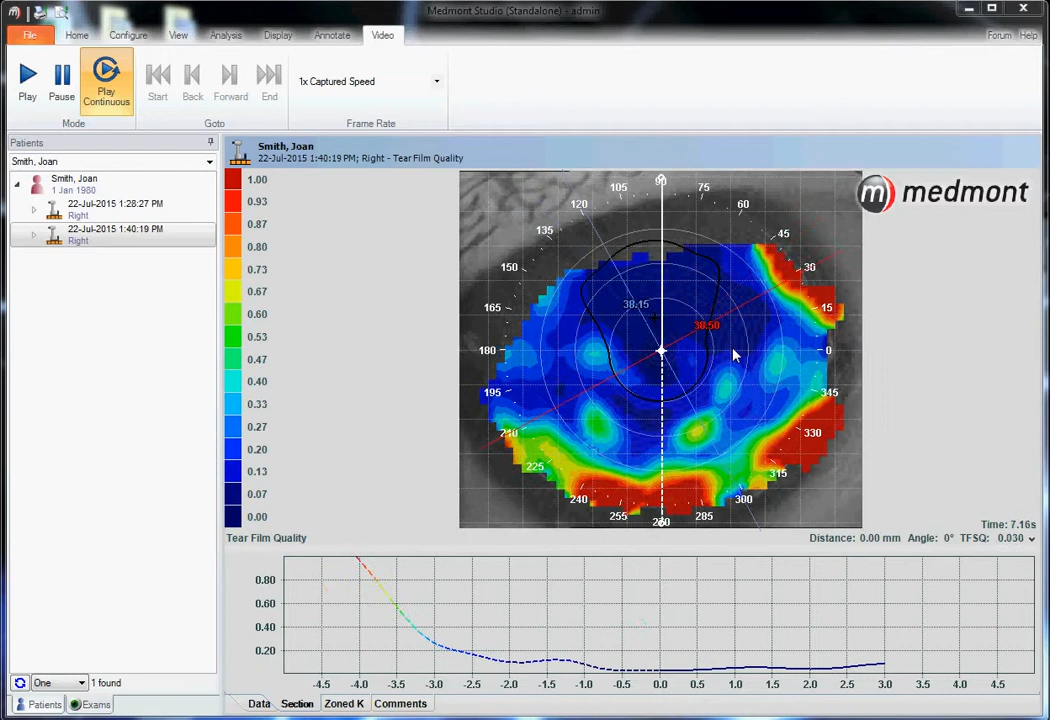 Medmont Studio (Standalone) - admin
File Home Configure View Analysis Display Annotate Video Forum Help
Play Pause Play Continuous Start Back Forward End 1x Captured Speed
Mode Goto Frame Rate
Patients
Smith, Joan
Smith, Joan
1 Jan 1980
22-Jul-2015 1:28:27 PM
Right
22-Jul-2015 1:40:19 PM
Right
One 1 found
Patients Exams
Smith, Joan
22-Jul-2015 1:40:19 PM; Right - Tear Film Quality
m medmont
1.00
0.93
0.87
0.80
0.73
0.67
0.60
0.53
0.47
0.40
0.33
0.27
0.20
0.13
0.07
0.00
90
105 75
120 60
135 45
150 30
165 15
38.15
38.50
180 0
195 345
210 330
225 315
240 300
255 270 285
Time: 7.16s
Tear Film Quality Distance: 0.00 mm Angle: 0° TFSQ: 0.030
0.80
0.60
0.40
0.20
-4.5 -4.0 -3.5 -3.0 -2.5 -2.0 -1.5 -1.0 -0.5 0.0 0.5 1.0 1.5 2.0 2.5 3.0 3.5 4.0 4.5
Data Section Zoned K Comments